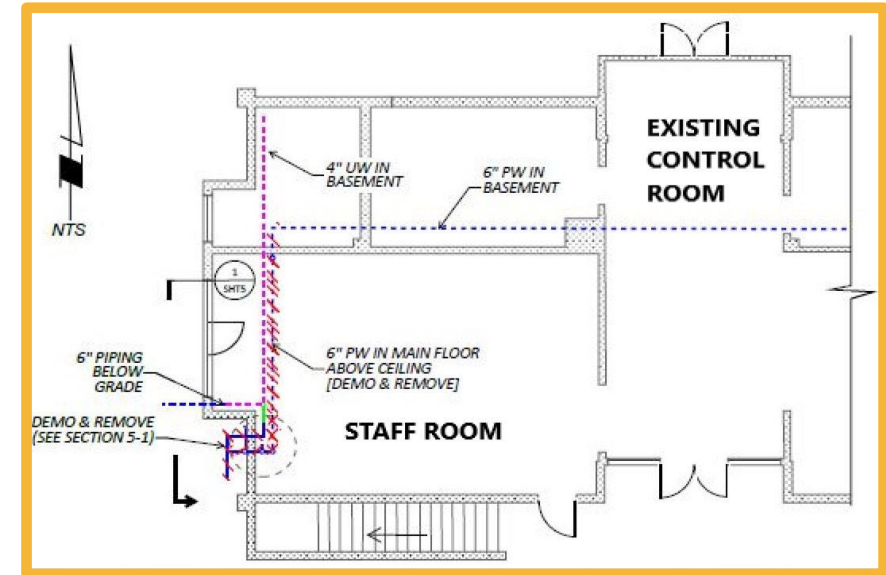 EXISTING
CONTROL
ROOM
4" UW IN
BASEMENT
6" PW IN
BASEMENT
NTS
1
SHT5
6" PIPING
BELOW
GRADE
6" PW IN MAIN FLOOR
ABOVE CEILING
[DEMO & REMOVE]
DEMO & REMOVE
(SEE SECTION 5-1)
STAFF ROOM